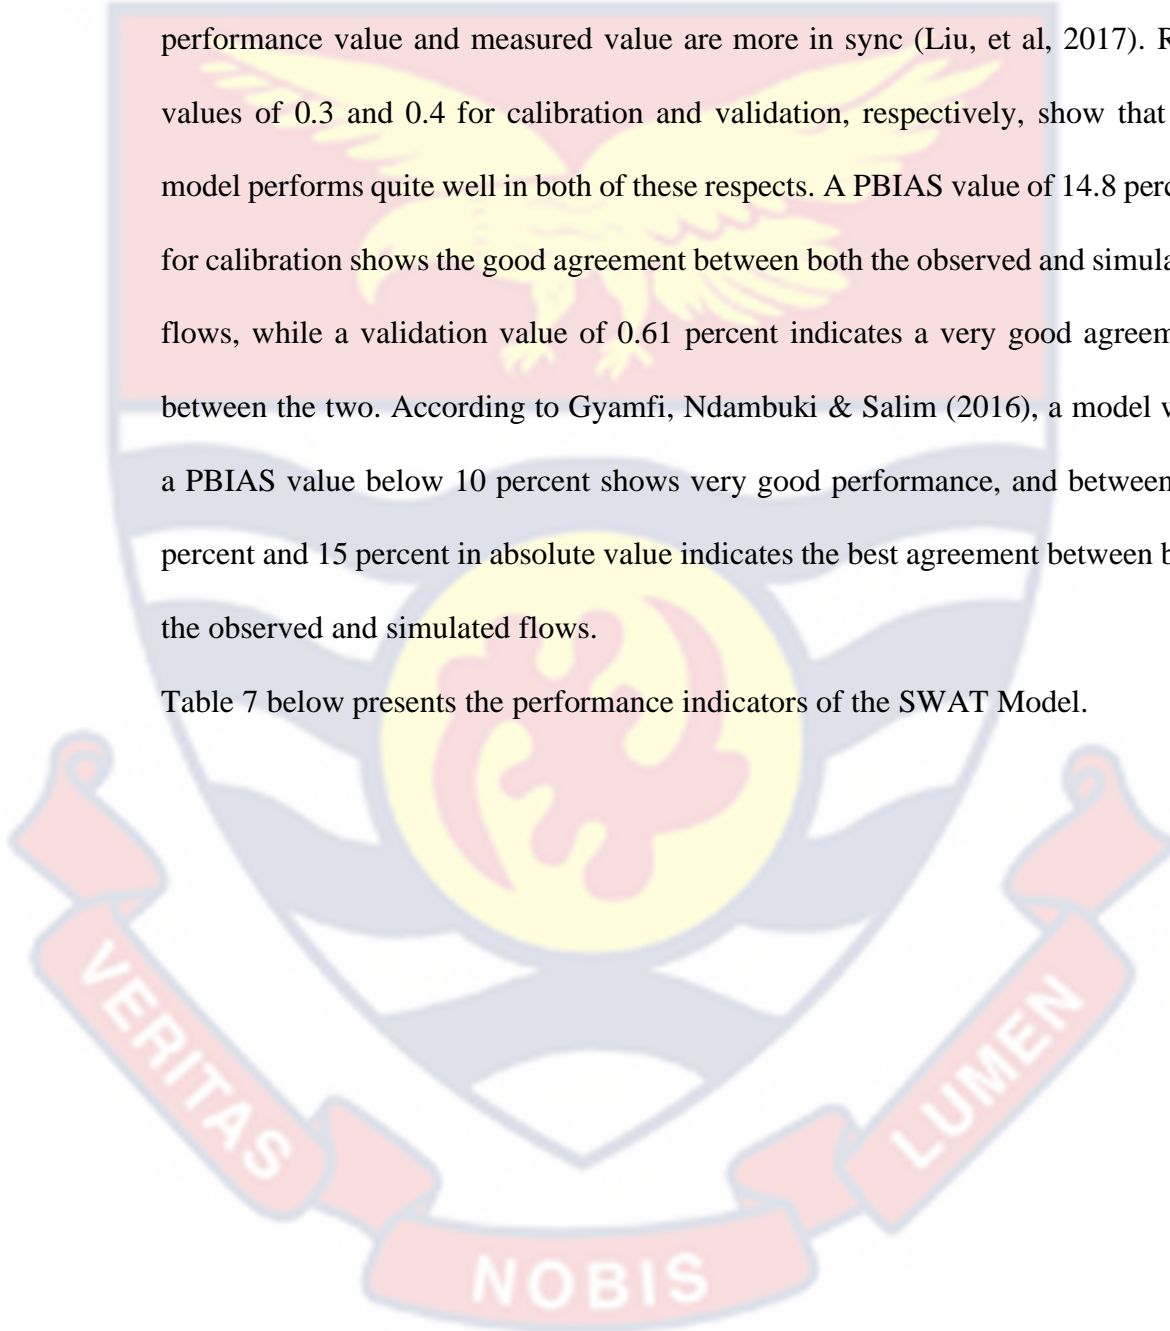 performance value and measured value are more in sync (Liu, et al, 2017). R
values of 0.3 and 0.4 for calibration and validation, respectively, show that
model performs quite well in both of these respects. A PBIAS value of 14.8 perc
for calibration shows the good agreement between both the observed and simula
flows, while a validation value of 0.61 percent indicates a very good agreem
between the two. According to Gyamfi, Ndambuki & Salim (2016), a model w
a PBIAS value below 10 percent shows very good performance, and between
percent and 15 percent in absolute value indicates the best agreement between b
the observed and simulated flows.
Table 7 below presents the performance indicators of the SWAT Model.
VERITAS
NOBIS
LUMEN